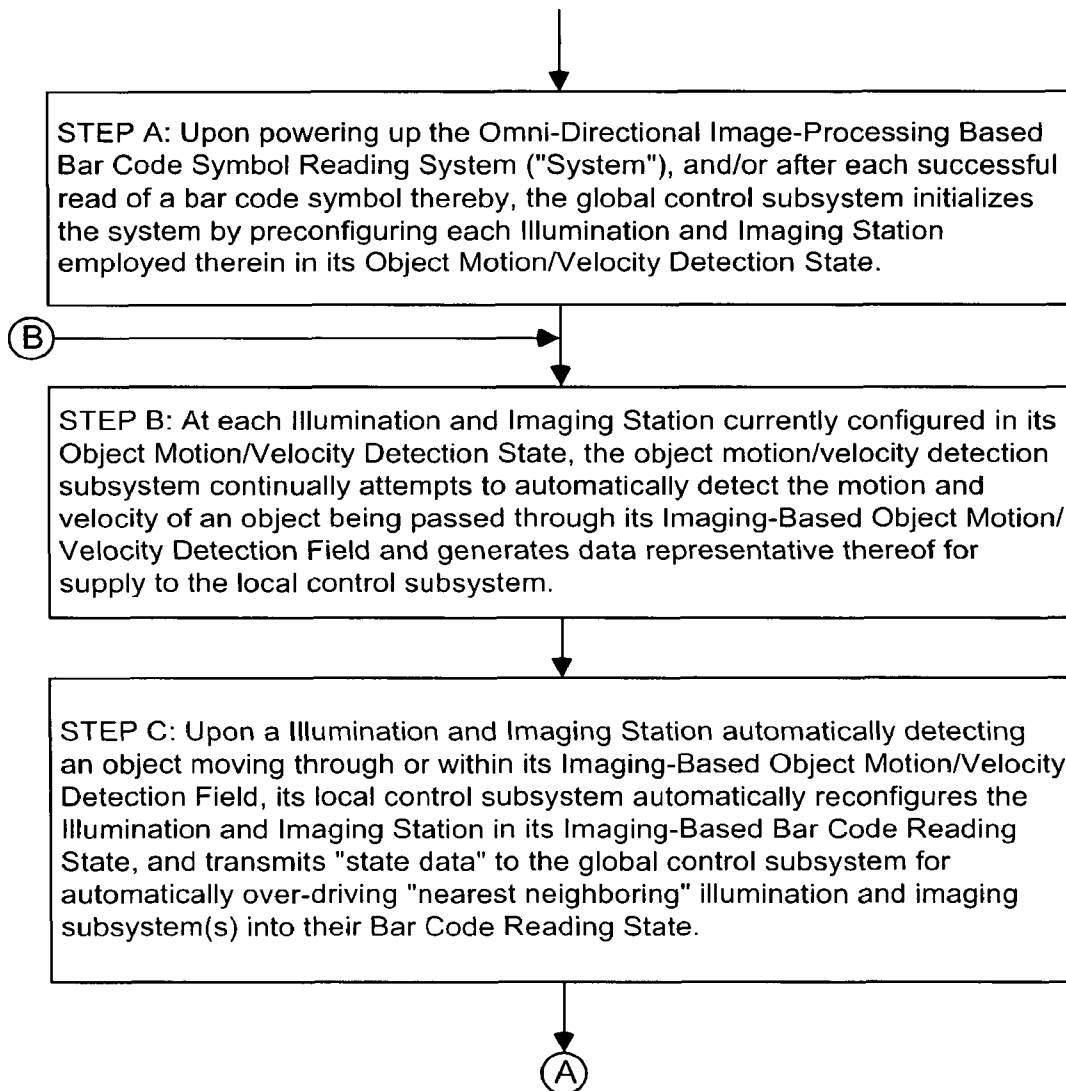 STEP A: Upon powering up the Omni-Directional Image-Processing Based
Bar Code Symbol Reading System ("System"), and/or after each successful
read of a bar code symbol thereby, the global control subsystem initializes
the system by preconfiguring each Illumination and Imaging Station
employed therein in its Object Motion/Velocity Detection State.
B
STEP B: At each Illumination and Imaging Station currently configured in its
Object Motion/Velocity Detection State, the object motion/velocity detection
subsystem continually attempts to automatically detect the motion and
velocity of an object being passed through its Imaging-Based Object Motion/
Velocity Detection Field and generates data representative thereof for
supply to the local control subsystem.
STEP C: Upon a Illumination and Imaging Station automatically detecting
an object moving through or within its Imaging-Based Object Motion/Velocity
Detection Field, its local control subsystem automatically reconfigures the
Illumination and Imaging Station in its Imaging-Based Bar Code Reading
State, and transmits "state data" to the global control subsystem for
automatically over-driving "nearest neighboring" illumination and imaging
subsystem(s) into their Bar Code Reading State.
A